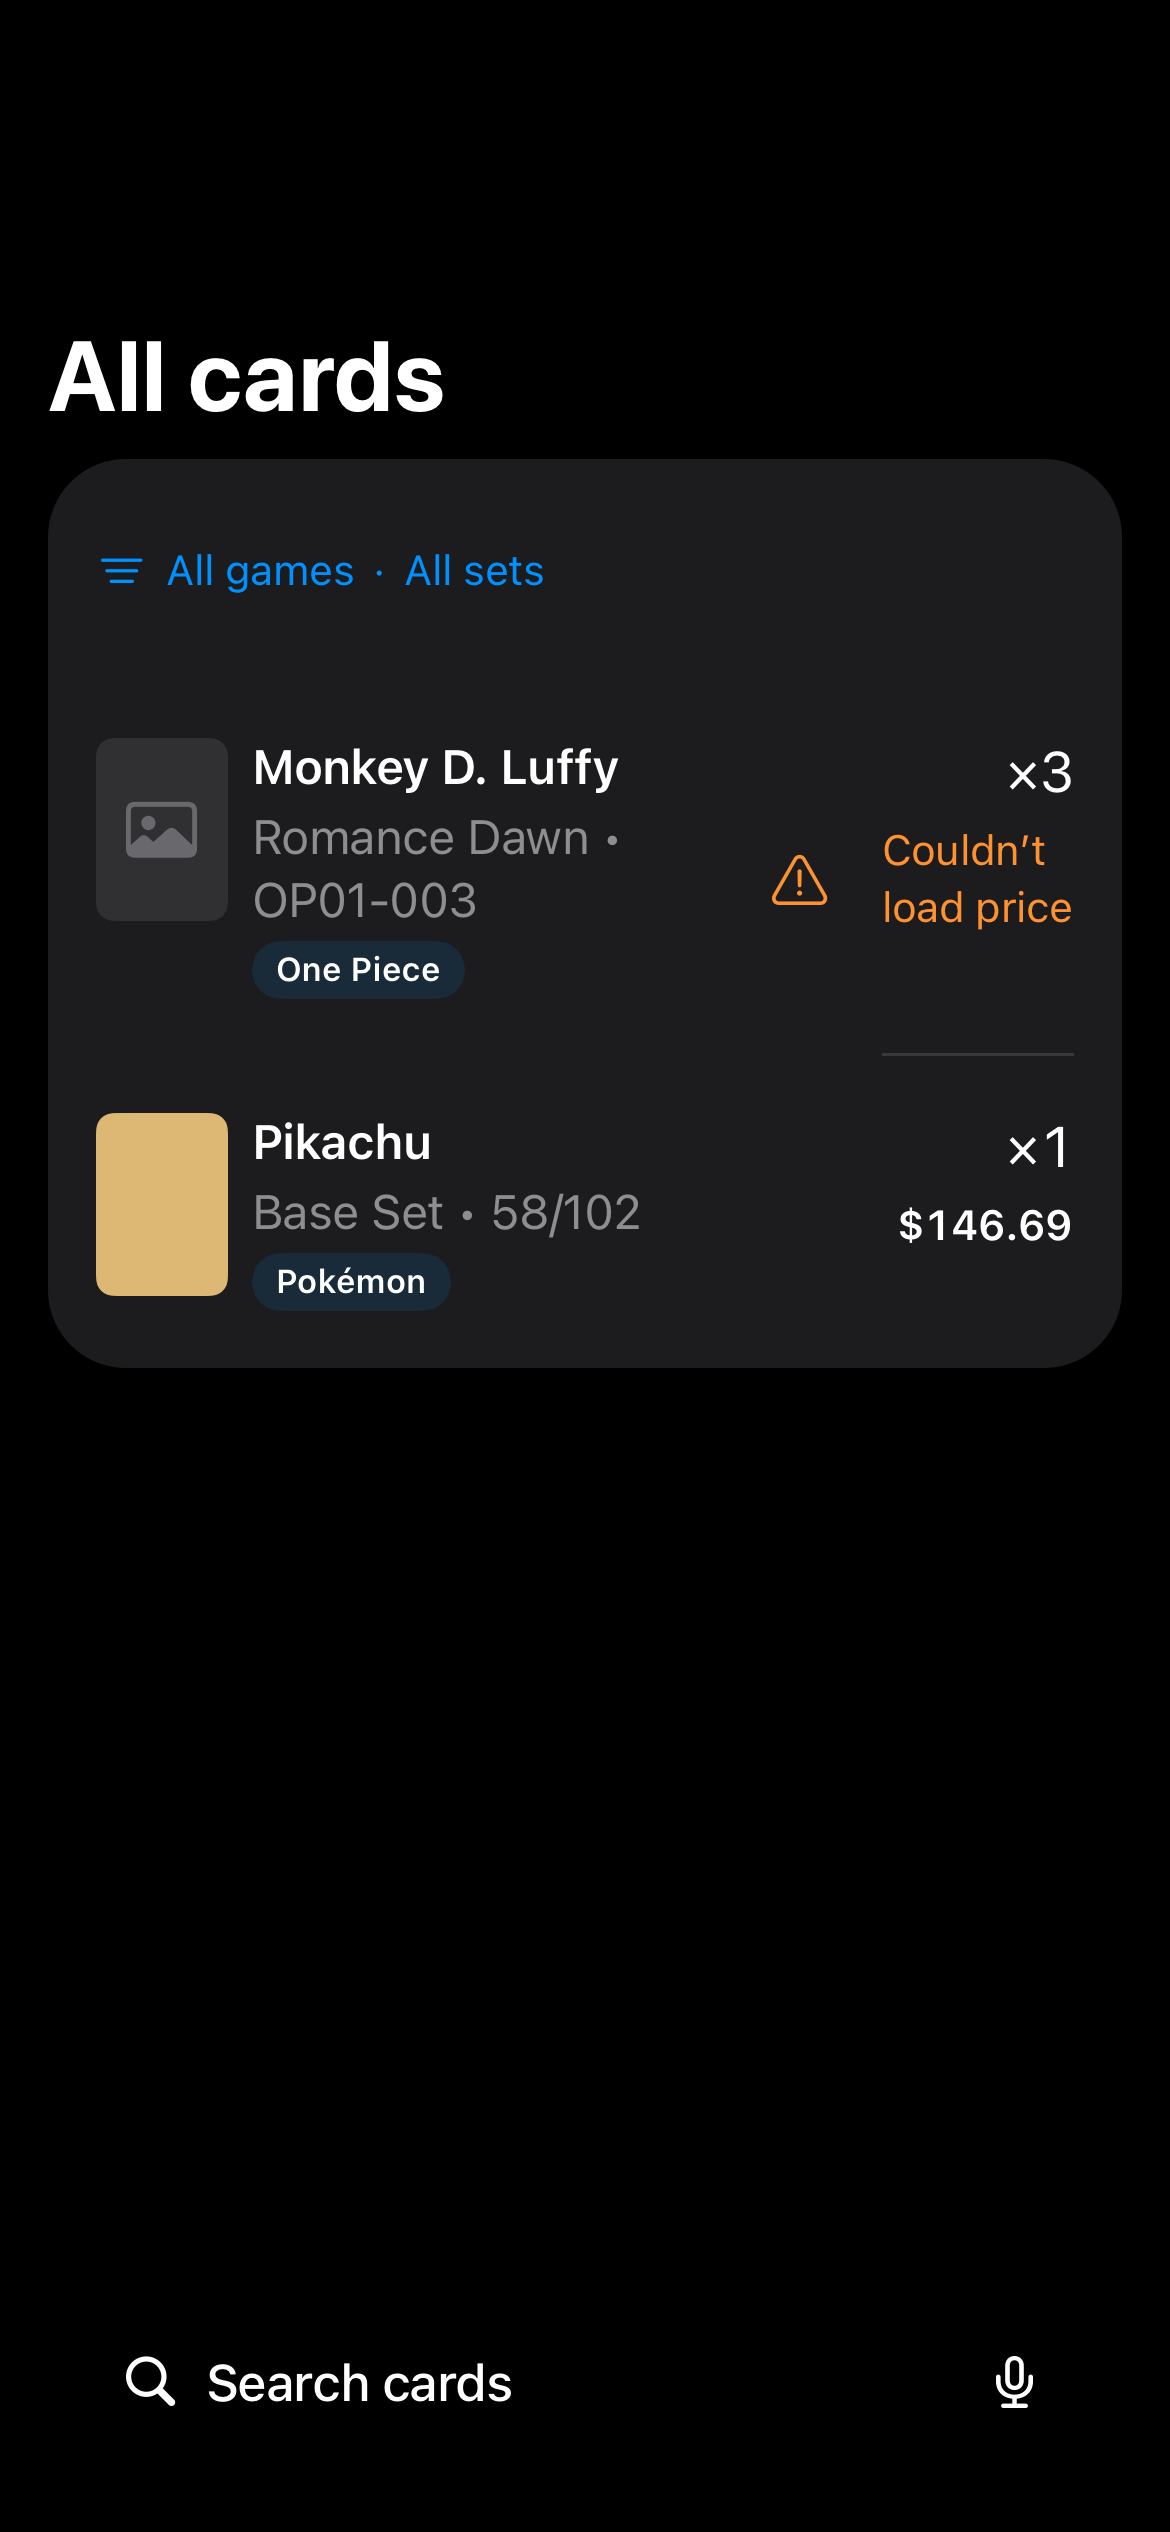 All cards
All games · All sets
Monkey D. Luffy
×3
Romance Dawn •
OP01-003
Couldn’t
load price
One Piece
Pikachu
×1
Base Set • 58/102
$146.69
Pokémon
Search cards